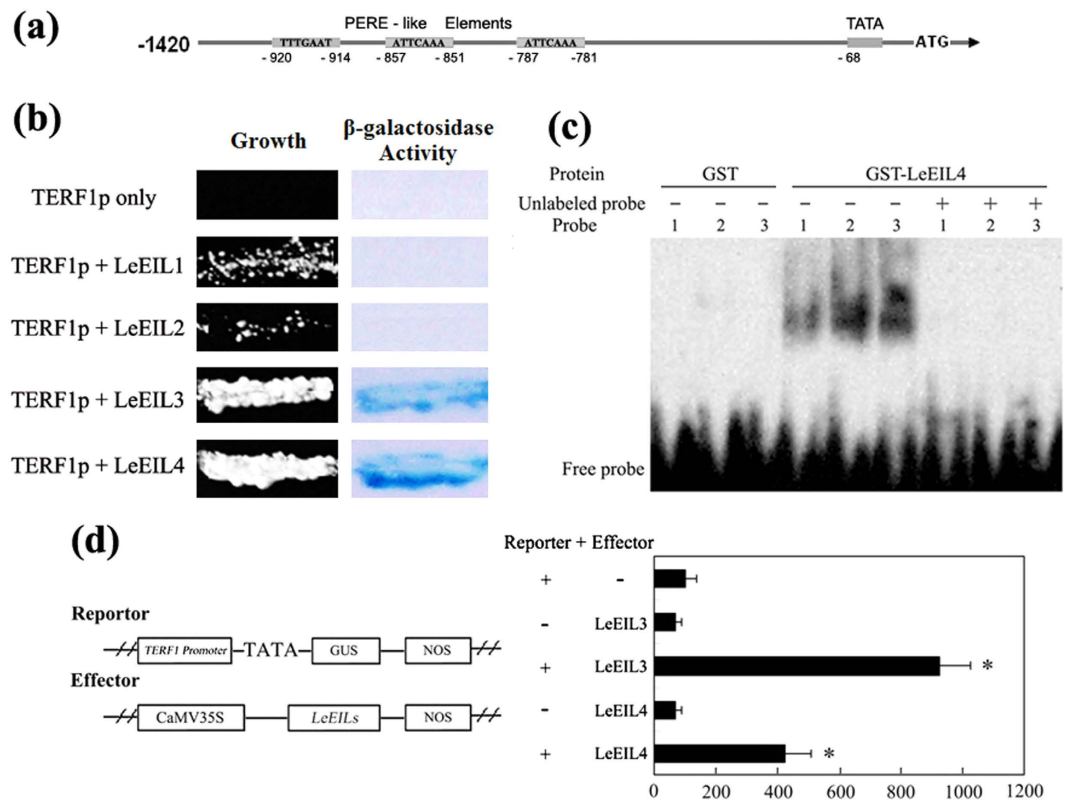 (a)
PERE - like Elements TATA
-1420 TTTGAAT ATTCAAA ATTCAAA ATG
- 920 - 914 - 857 - 851 - 787 -781 - 68
(b)
Growth β-galactosidase
Activity
TERF1p only
TERF1p + LeEIL1
TERF1p + LeEIL2
TERF1p + LeEIL3
TERF1p + LeEIL4
(c)
Protein GST GST-LeEIL4
Unlabeled probe - - - - - - + + +
Probe 1 2 3 1 2 3 1 2 3
Free probe
(d)
Reportor
TERF1 Promoter TATA GUS NOS
Effector
CaMV35S LeEILs NOS
Reporter + Effector
+ -
- LeEIL3
+ LeEIL3 *
- LeEIL4
+ LeEIL4 *
0 200 400 600 800 1000 1200